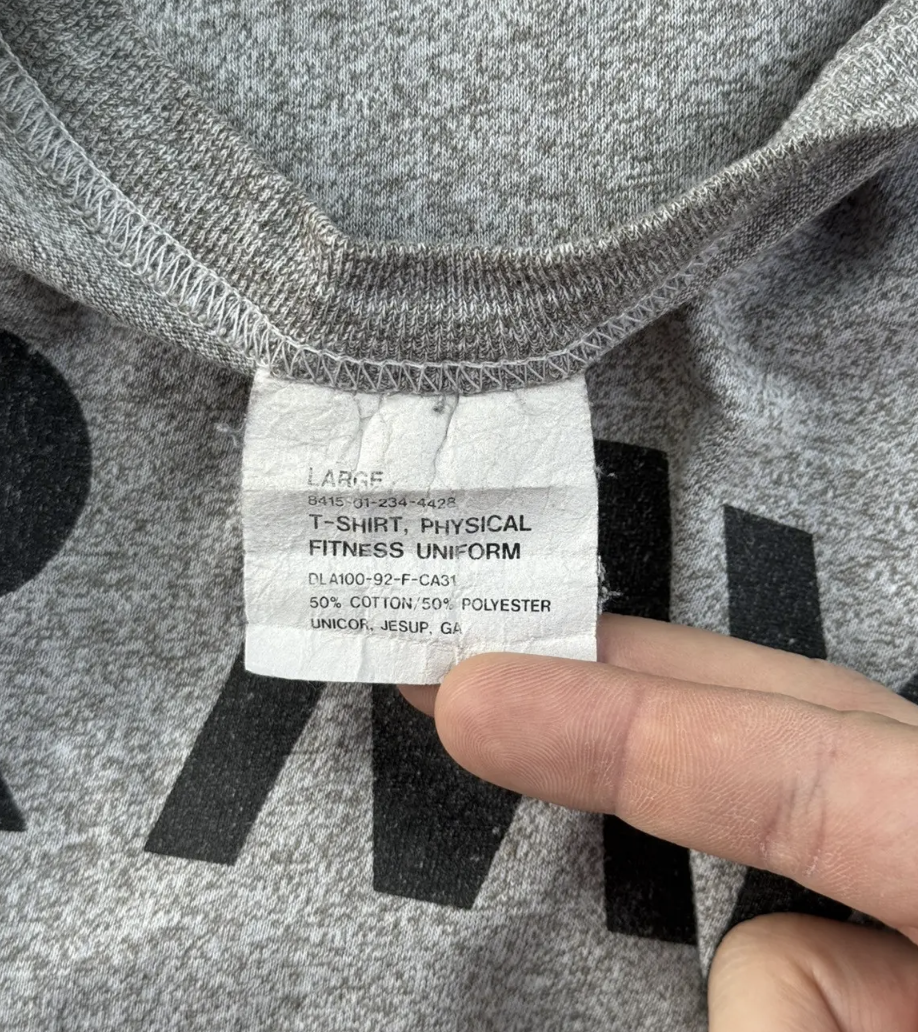 LARGE
8415-01-234-4428
T-SHIRT, PHYSICAL
FITNESS UNIFORM
DLA100-92-F-CA31
50% COTTON/50% POLYESTER
UNICOR, JESUP, GA